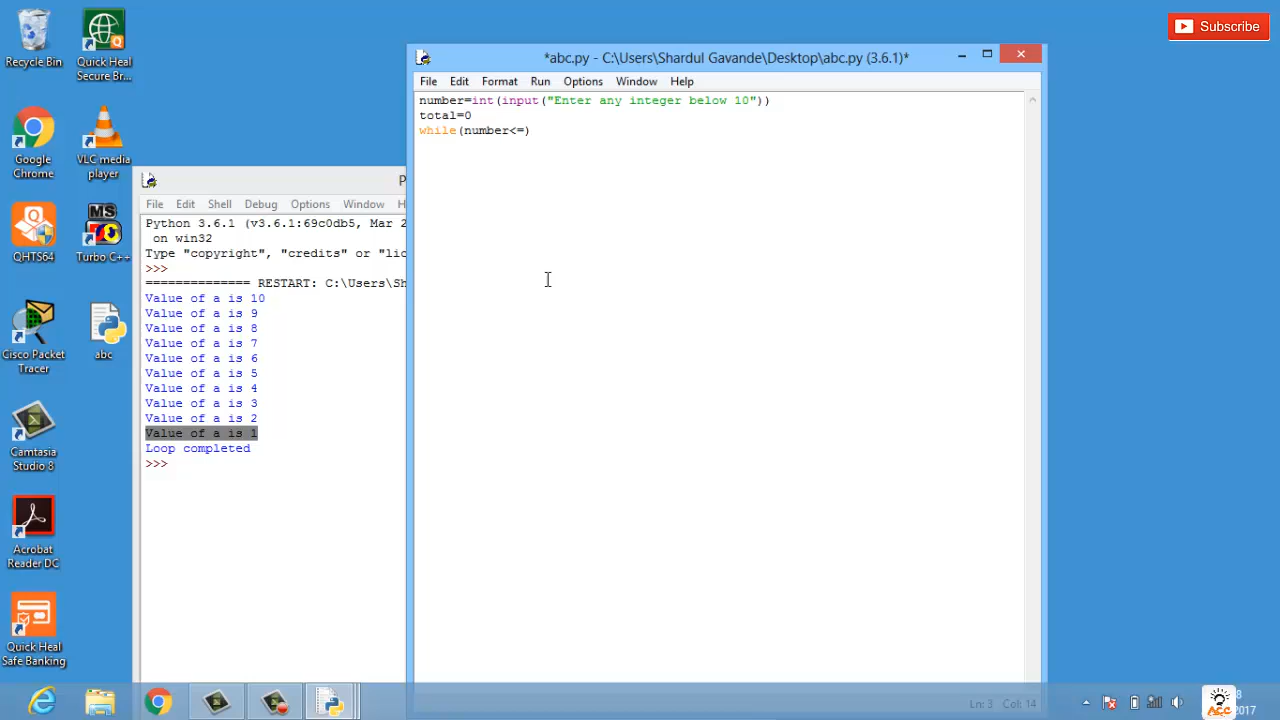 Subscribe
Recycle Bin
Quick Heal
Secure Br...
Google
Chrome
VLC media
player
QHTS64
MS
Turbo C++
Cisco Packet
Tracer
abc
Camtasia
Studio 8
Acrobat
Reader DC
Quick Heal
Safe Banking
*abc.py - C:\Users\Shardul Gavande\Desktop\abc.py (3.6.1)*
File Edit Format Run Options Window Help
number=int(input("Enter any integer below 10"))
total=0
while(number<=)
Ln: 3 Col: 14
P
File Edit Shell Debug Options Window H
Python 3.6.1 (v3.6.1:69c0db5, Mar 2
on win32
Type "copyright", "credits" or "lic
>>>
============== RESTART: C:\Users\Sh
Value of a is 10
Value of a is 9
Value of a is 8
Value of a is 7
Value of a is 6
Value of a is 5
Value of a is 4
Value of a is 3
Value of a is 2
Value of a is 1
Loop completed
>>>
ACC
2017